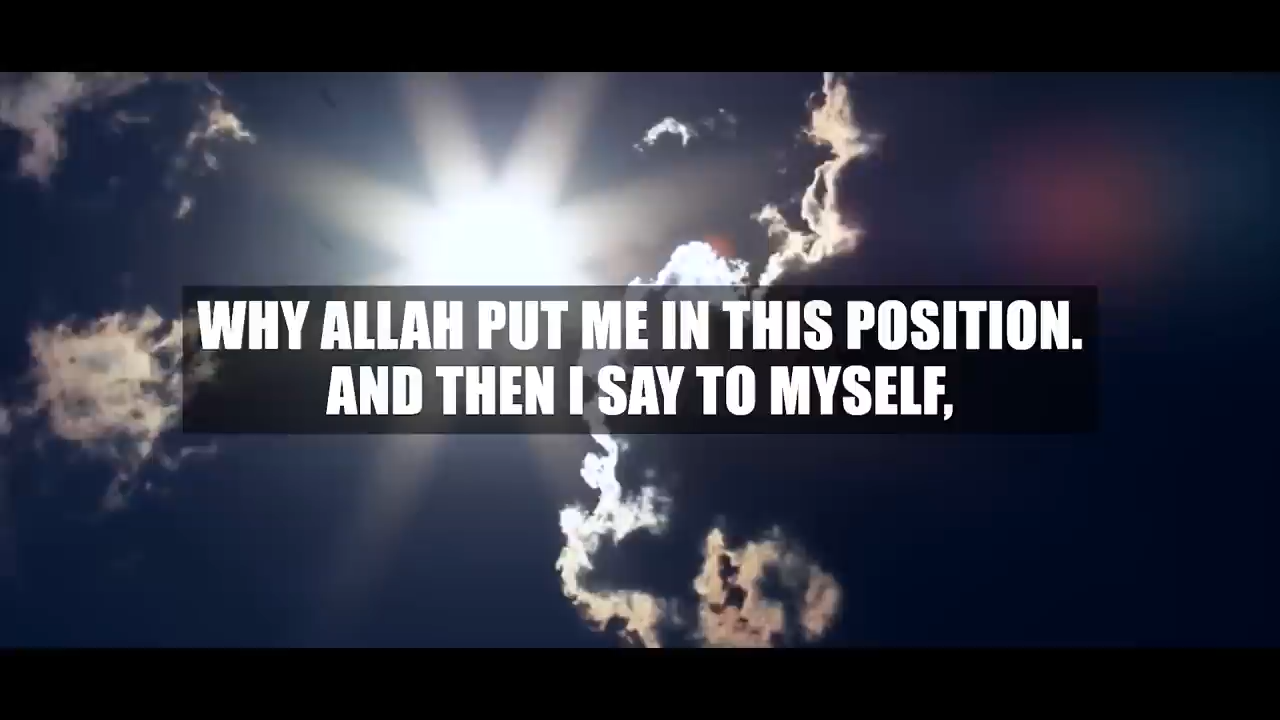 WHY ALLAH PUT ME IN THIS POSITION.
AND THEN I SAY TO MYSELF,